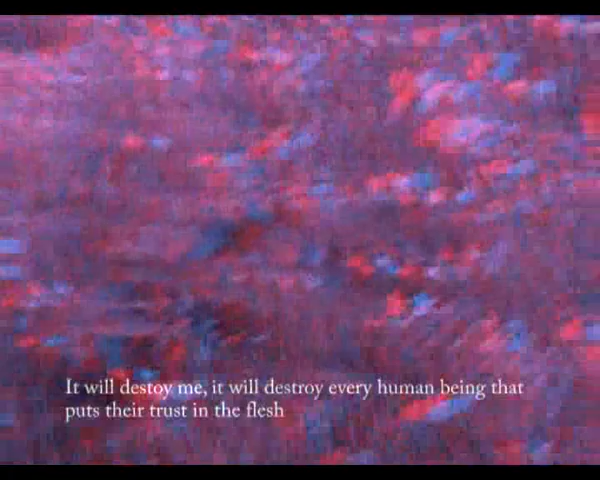 It will destoy me, it will destroy every human being that
puts their trust in the flesh